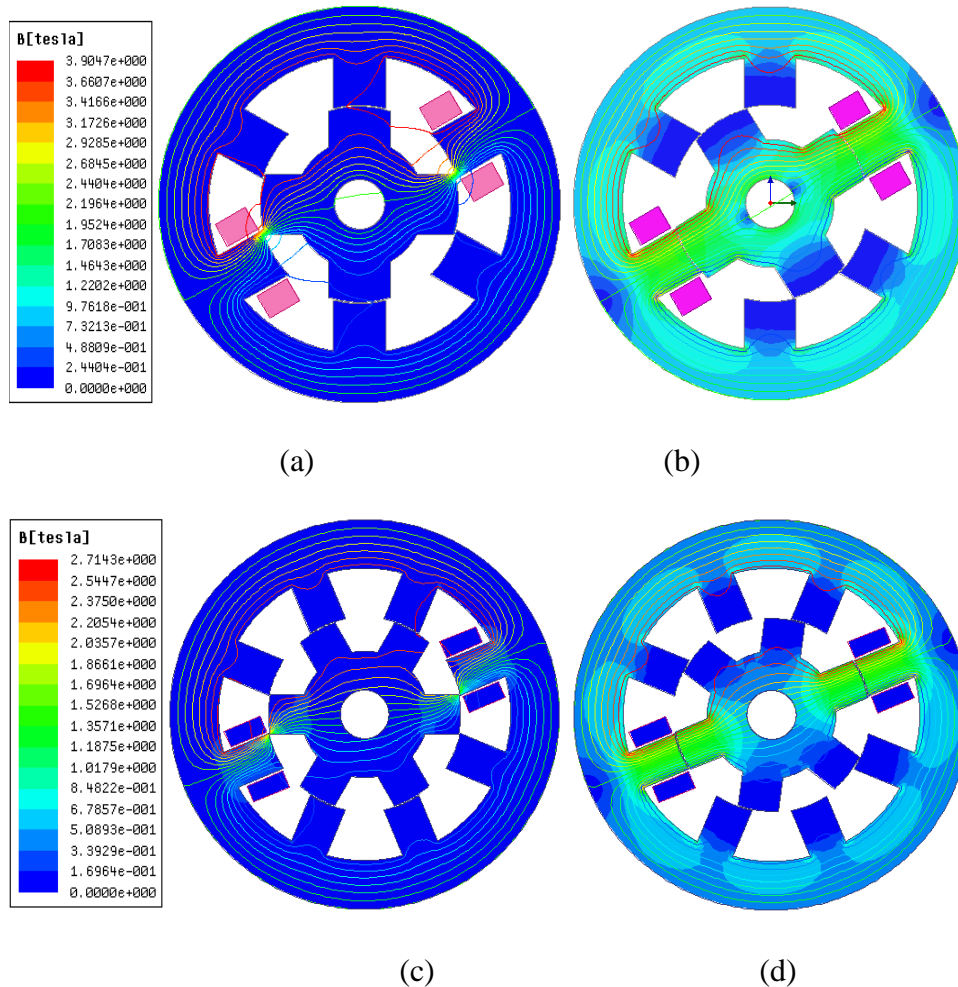 B[tesla]
3.9047e+000
3.6607e+000
3.4166e+000
3.1726e+000
2.9285e+000
2.6845e+000
2.4404e+000
2.1964e+000
1.9524e+000
1.7083e+000
1.4643e+000
1.2202e+000
9.7618e-001
7.3213e-001
4.8809e-001
2.4404e-001
0.0000e+000
(a)
(b)
B[tesla]
2.7143e+000
2.5447e+000
2.3750e+000
2.2054e+000
2.0357e+000
1.8661e+000
1.6964e+000
1.5268e+000
1.3571e+000
1.1875e+000
1.0179e+000
8.4822e-001
6.7857e-001
5.0893e-001
3.3929e-001
1.6964e-001
0.0000e+000
(c)
(d)